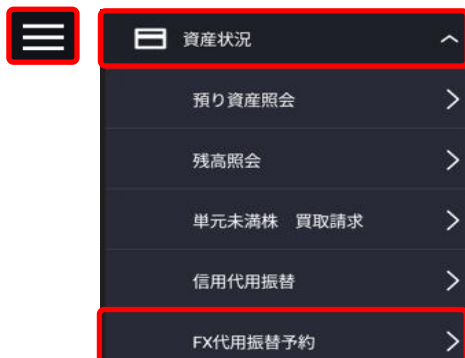 資産状況
預り資産照会
残高照会
単元未満株　買取請求
信用代用振替
FX代用振替予約